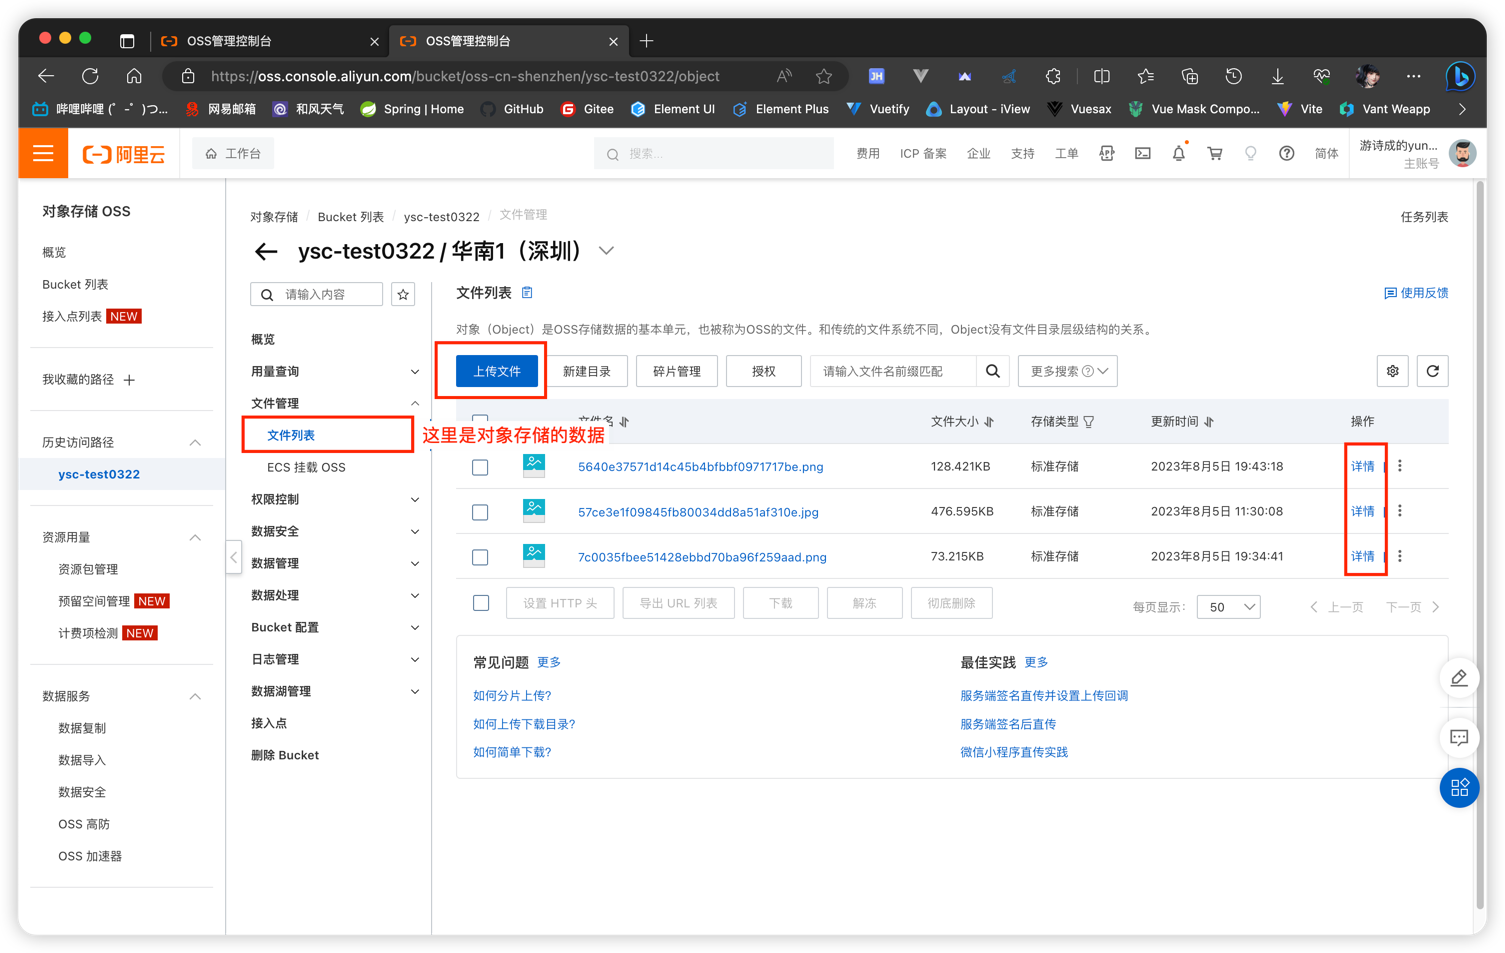 OSS管理控制台
OSS管理控制台
https://oss.console.aliyun.com/bucket/oss-cn-shenzhen/ysc-test0322/object
JH
哔哩哔哩 (゜-゜)つ...
网易邮箱
和风天气
Spring | Home
GitHub
Gitee
Element UI
Element Plus
Vuetify
Layout - iView
Vuesax
Vue Mask Compo...
Vite
Vant Weapp
阿里云
工作台
搜索...
费用
ICP 备案
企业
支持
工单
简体
游诗成的yun...
主账号
对象存储 OSS
概览
Bucket 列表
接入点列表 NEW
我收藏的路径
历史访问路径
ysc-test0322
资源用量
资源包管理
预留空间管理 NEW
计费项检测 NEW
数据服务
数据复制
数据导入
数据安全
OSS 高防
OSS 加速器
对象存储 / Bucket 列表 / ysc-test0322 / 文件管理
任务列表
ysc-test0322 / 华南1（深圳）
请输入内容
概览
用量查询
文件管理
文件列表
ECS 挂载 OSS
权限控制
数据安全
数据管理
数据处理
Bucket 配置
日志管理
数据湖管理
接入点
删除 Bucket
文件列表
使用反馈
对象（Object）是OSS存储数据的基本单元，也被称为OSS的文件。和传统的文件系统不同，Object没有文件目录层级结构的关系。
上传文件
新建目录
碎片管理
授权
请输入文件名前缀匹配
更多搜索
文件名
文件大小
存储类型
更新时间
操作
这里是对象存储的数据
5640e37571d14c45b4bfbbf0971717be.png
128.421KB
标准存储
2023年8月5日 19:43:18
详情
57ce3e1f09845fb80034dd8a51af310e.jpg
476.595KB
标准存储
2023年8月5日 11:30:08
详情
7c0035fbee51428ebbd70ba96f259aad.png
73.215KB
标准存储
2023年8月5日 19:34:41
详情
设置 HTTP 头
导出 URL 列表
下载
解冻
彻底删除
每页显示：
50
上一页
下一页
常见问题 更多
如何分片上传?
如何上传下载目录?
如何简单下载?
最佳实践 更多
服务端签名直传并设置上传回调
服务端签名后直传
微信小程序直传实践